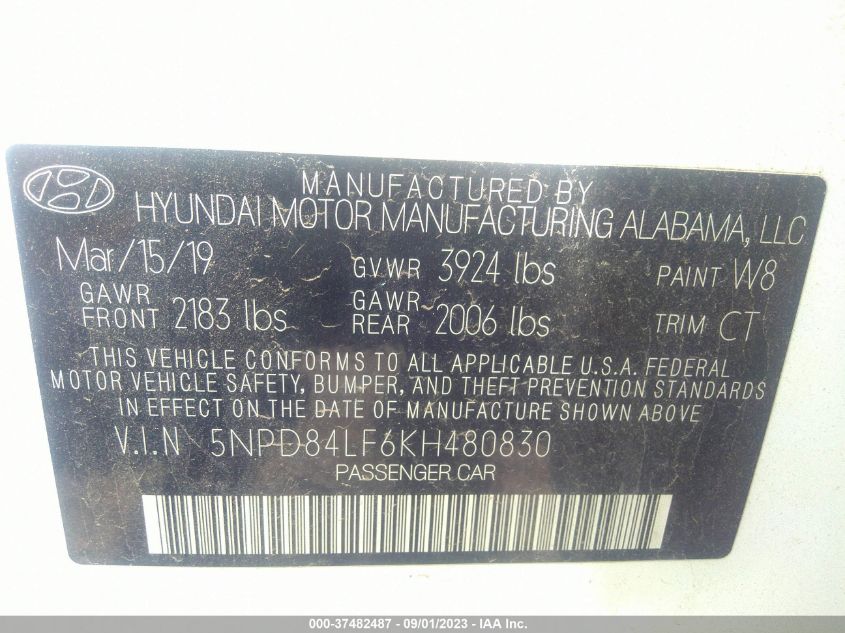 MANUFACTURED BY
HYUNDAI MOTOR MANUFACTURING ALABAMA, LLC
Mar/15/19 GVWR 3924 lbs PAINT W8
GAWR FRONT 2183 lbs GAWR REAR 2006 lbs TRIM CT
THIS VEHICLE CONFORMS TO ALL APPLICABLE U.S.A. FEDERAL
MOTOR VEHICLE SAFETY, BUMPER, AND THEFT PREVENTION STANDARDS
IN EFFECT ON THE DATE OF MANUFACTURE SHOWN ABOVE
V.I.N 5NPD84LF6KH480830
PASSENGER CAR
000-37482487 - 09/01/2023 - IAA Inc.